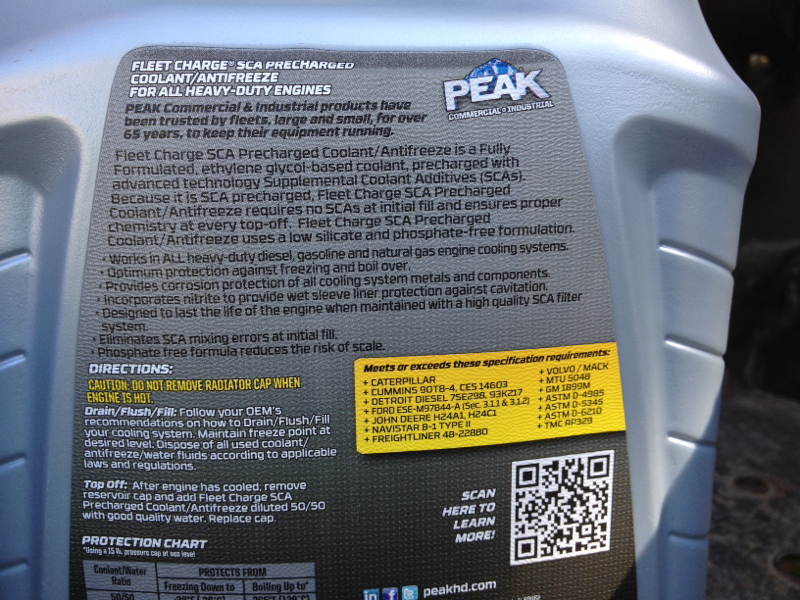 FLEET CHARGE® SCA PRECHARGED
COOLANT/ANTIFREEZE
FOR ALL HEAVY-DUTY ENGINES
PEAK
COMMERCIAL & INDUSTRIAL
PEAK Commercial & Industrial products have
been trusted by fleets, large and small, for over
65 years, to keep their equipment running.
Fleet Charge SCA Precharged Coolant/Antifreeze is a Fully
Formulated, ethylene glycol-based coolant, precharged with
advanced technology Supplemental Coolant Additives (SCAs).
Because it is SCA precharged, Fleet Charge SCA Precharged
Coolant/Antifreeze requires no SCAs at initial fill and ensures proper
chemistry at every top-off. Fleet Charge SCA Precharged
Coolant/Antifreeze uses a low silicate and phosphate-free formulation.
• Works in ALL heavy-duty diesel, gasoline and natural gas engine cooling systems.
• Optimum protection against freezing and boil over.
• Provides corrosion protection of all cooling system metals and components.
• Incorporates nitrite to provide wet sleeve liner protection against cavitation.
• Designed to last the life of the engine when maintained with a high quality SCA filter
system.
• Eliminates SCA mixing errors at initial fill.
• Phosphate free formula reduces the risk of scale.
DIRECTIONS:
CAUTION: DO NOT REMOVE RADIATOR CAP WHEN
ENGINE IS HOT.
Drain/Flush/Fill: Follow your OEM's
recommendations on how to Drain/Flush/Fill
your cooling system. Maintain freeze point at
desired level. Dispose of all used coolant/
antifreeze/water fluids according to applicable
laws and regulations.
Top Off: After engine has cooled, remove
reservoir cap and add Fleet Charge SCA
Precharged Coolant/Antifreeze diluted 50/50
with good quality water. Replace cap.
Meets or exceeds these specification requirements:
+ CATERPILLAR
+ CUMMINS 90T8-4, CES 14603
+ DETROIT DIESEL 7SE298, 93K217
+ FORD ESE-M97B44-A (Sec. 3.1.1 & 3.1.2)
+ JOHN DEERE H24A1, H24C1
+ NAVISTAR B-1 TYPE II
+ FREIGHTLINER 48-22880
+ VOLVO / MACK
+ MTU 5048
+ GM 1899M
+ ASTM D-4985
+ ASTM D-5345
+ ASTM D-6210
+ TMC RP329
SCAN
HERE TO
LEARN
MORE!
PROTECTION CHART
*Using a 15 lb. pressure cap at sea level
Coolant/Water
Ratio
PROTECTS FROM
Freezing Down to
Boiling Up to*
50/50
in f peakhd.com